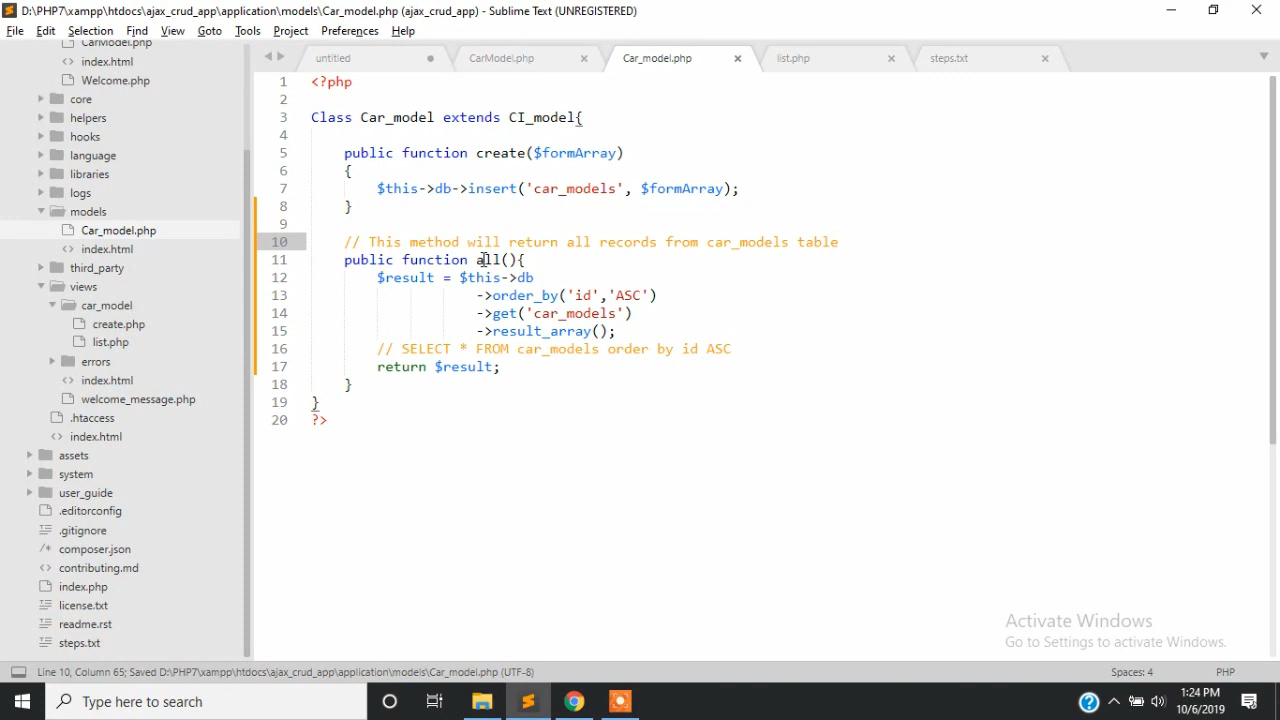 D:\PHP7\xampp\htdocs\ajax_crud_app\application\models\Car_model.php (ajax_crud_app) - Sublime Text (UNREGISTERED)
File Edit Selection Find View Goto Tools Project Preferences Help
untitled CarModel.php Car_model.php list.php steps.txt
CarModel.php
index.html
Welcome.php
core
helpers
hooks
language
libraries
logs
models
Car_model.php
index.html
third_party
views
car_model
create.php
list.php
errors
index.html
welcome_message.php
.htaccess
index.html
assets
system
user_guide
.editorconfig
.gitignore
composer.json
contributing.md
index.php
license.txt
readme.rst
steps.txt
1 <?php
2
3 Class Car_model extends CI_model{
4
5 public function create($formArray)
6 {
7 $this->db->insert('car_models', $formArray);
8 }
9
10 // This method will return all records from car_models table
11 public function all(){
12 $result = $this->db
13 ->order_by('id','ASC')
14 ->get('car_models')
15 ->result_array();
16 // SELECT * FROM car_models order by id ASC
17 return $result;
18 }
19 }
20 ?>
Activate Windows
Go to Settings to activate Windows.
Line 10, Column 65; Saved D:\PHP7\xampp\htdocs\ajax_crud_app\application\models\Car_model.php (UTF-8) Spaces: 4 PHP
Type here to search
1:24 PM
10/6/2019